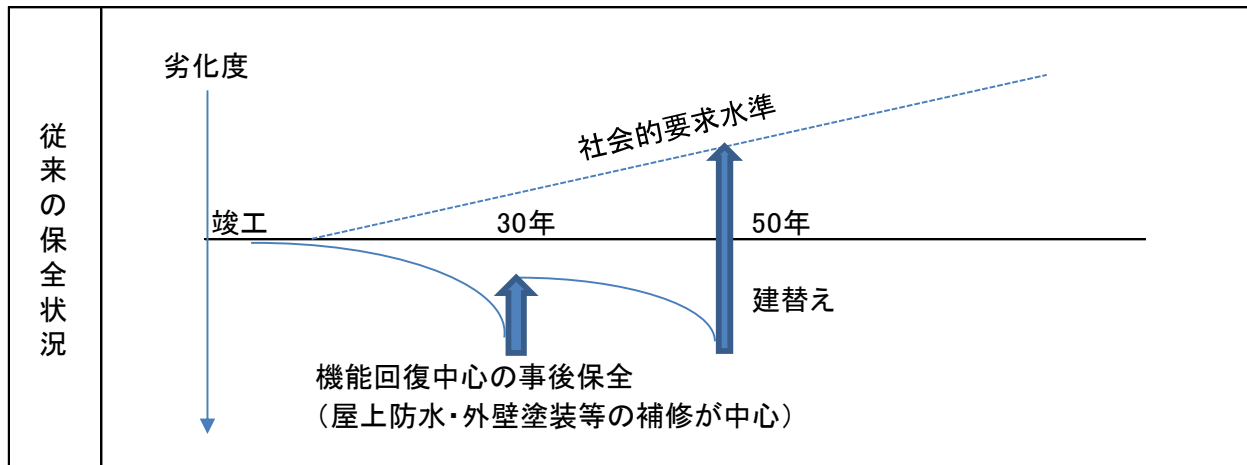 従来の保全状況
劣化度
社会的要求水準
竣工
30年
50年
建替え
機能回復中心の事後保全
（屋上防水・外壁塗装等の補修が中心）